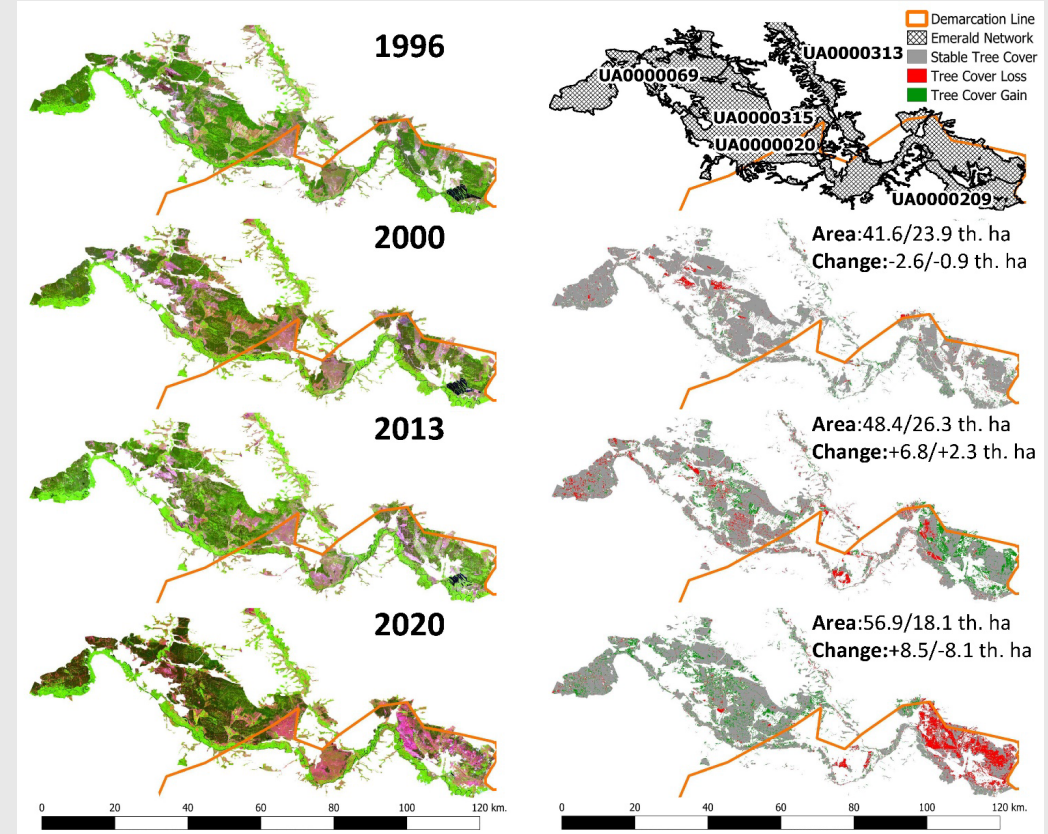 1996
Demarcation Line
Emerald Network
Stable Tree Cover
Tree Cover Loss
Tree Cover Gain
UA0000313
UA0000069
UA0000315
UA0000020
UA0000209
2000
Area:41.6/23.9 th. ha
Change:-2.6/-0.9 th. ha
2013
Area:48.4/26.3 th. ha
Change:+6.8/+2.3 th. ha
2020
Area:56.9/18.1 th. ha
Change:+8.5/-8.1 th. ha
0 20 40 60 80 100 120 km.
0 20 40 60 80 100 120 km.